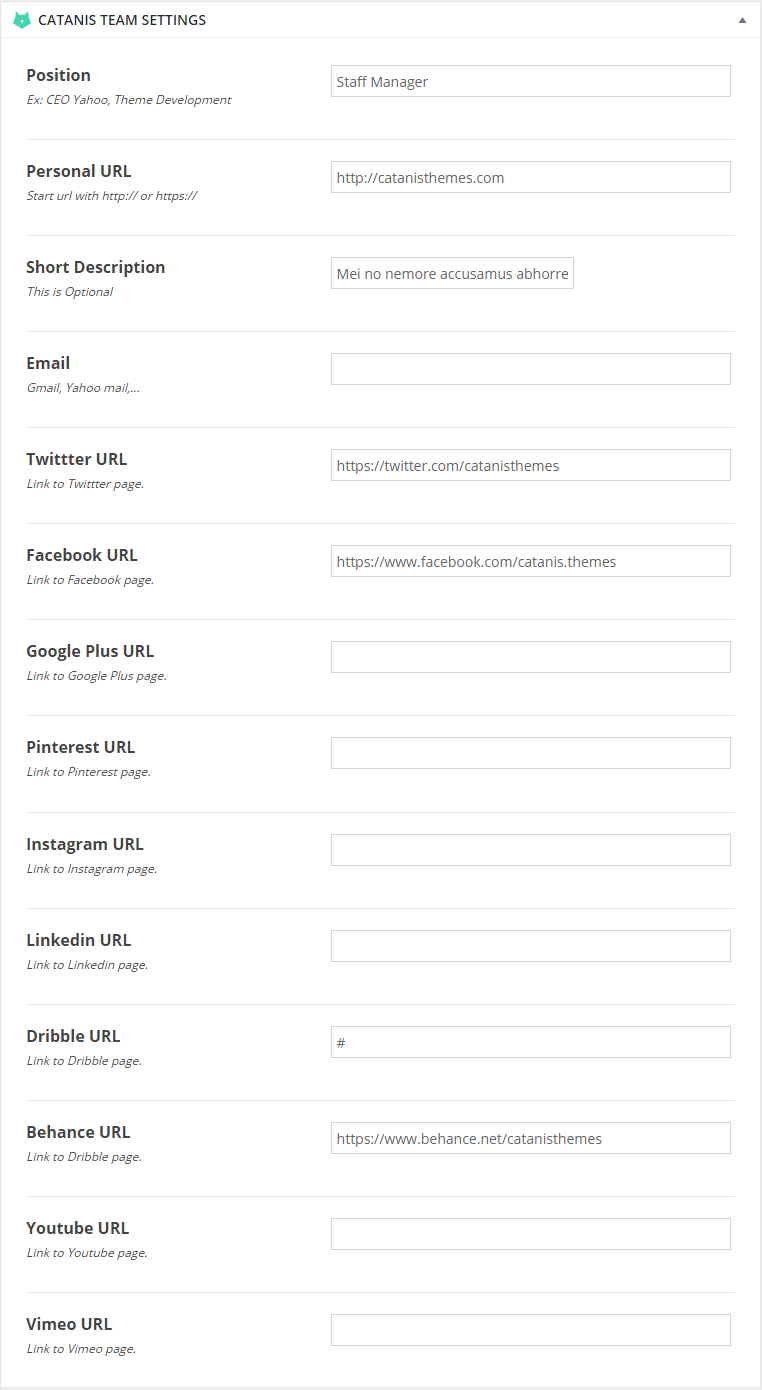 CATANIS TEAM SETTINGS
Position
Staff Manager
Ex: CEO Yahoo, Theme Development
Personal URL
http://catanisthemes.com
Start url with http:// or https://
Short Description
Mei no nemore accusamus abhorre
This is Optional
Email
Gmail, Yahoo mail,...
Twittter URL
https://twitter.com/catanisthemes
Link to Twittter page.
Facebook URL
https://www.facebook.com/catanis.themes
Link to Facebook page.
Google Plus URL
Link to Google Plus page.
Pinterest URL
Link to Pinterest page.
Instagram URL
Link to Instagram page.
Linkedin URL
Link to Linkedin page.
Dribble URL
#
Link to Dribble page.
Behance URL
https://www.behance.net/catanisthemes
Link to Dribble page.
Youtube URL
Link to Youtube page.
Vimeo URL
Link to Vimeo page.